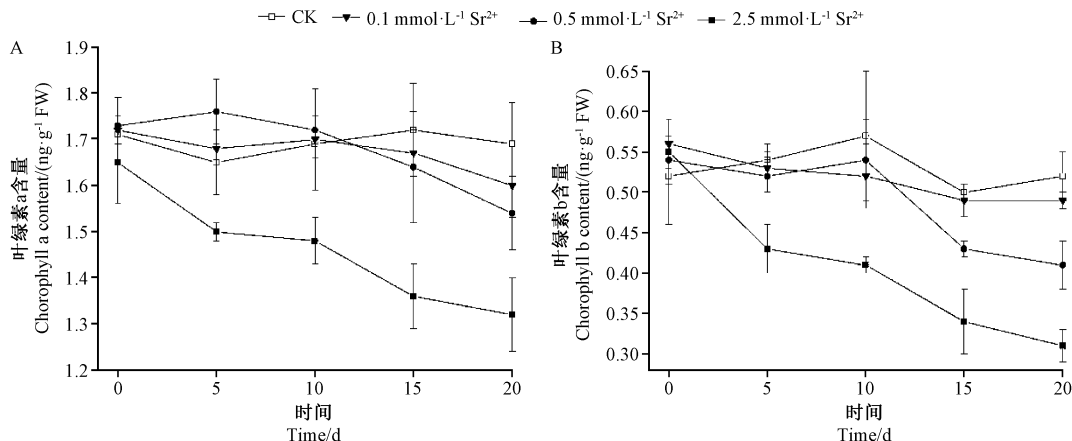 CK 0.1 mmol·L⁻¹ Sr²⁺ 0.5 mmol·L⁻¹ Sr²⁺ 2.5 mmol·L⁻¹ Sr²⁺
A
叶绿素a含量
Chorophyll a content/(ng·g⁻¹ FW)
1.9
1.8
1.7
1.6
1.5
1.4
1.3
1.2
0 5 10 15 20
时间
Time/d
B
叶绿素b含量
Chorophyll b content/(ng·g⁻¹ FW)
0.65
0.60
0.55
0.50
0.45
0.40
0.35
0.30
0 5 10 15 20
时间
Time/d